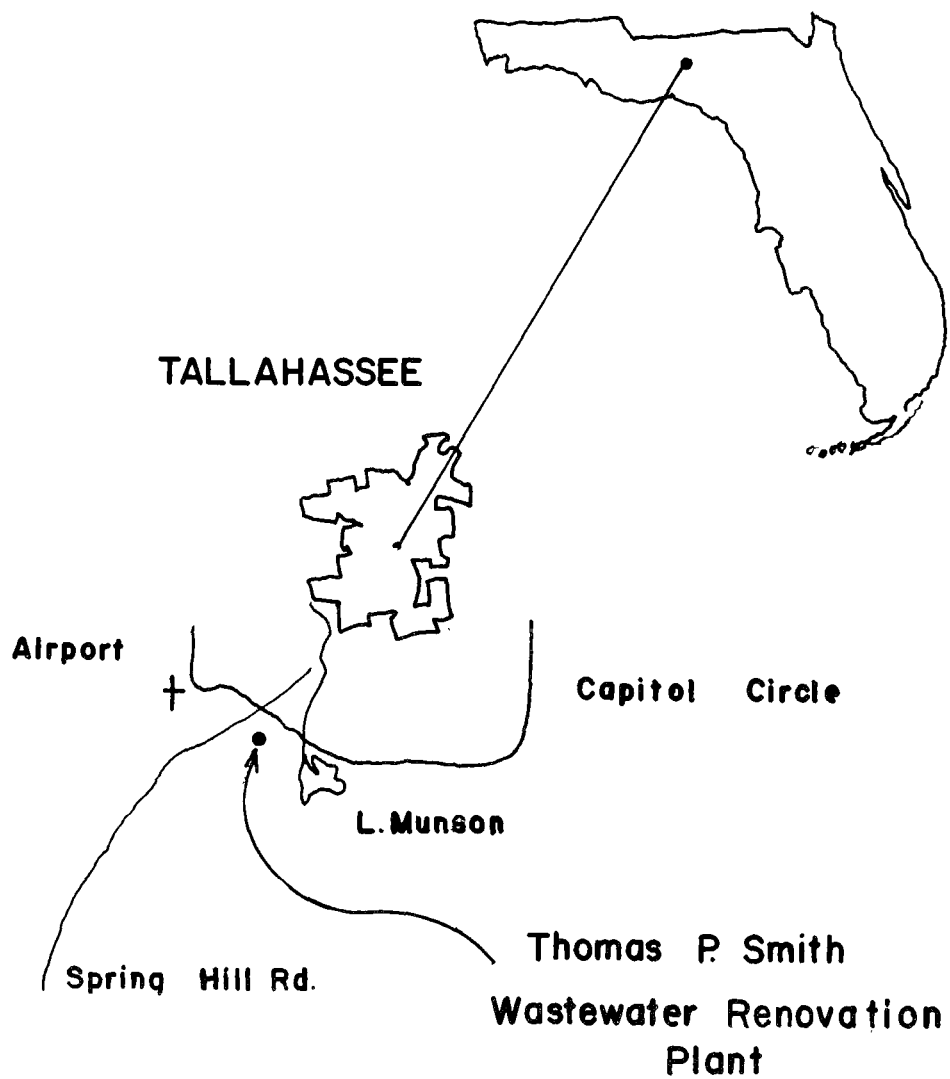 TALLAHASSEE
Airport
Capitol Circle
L. Munson
Spring Hill Rd.
Thomas P. Smith
Wastewater Renovation
Plant